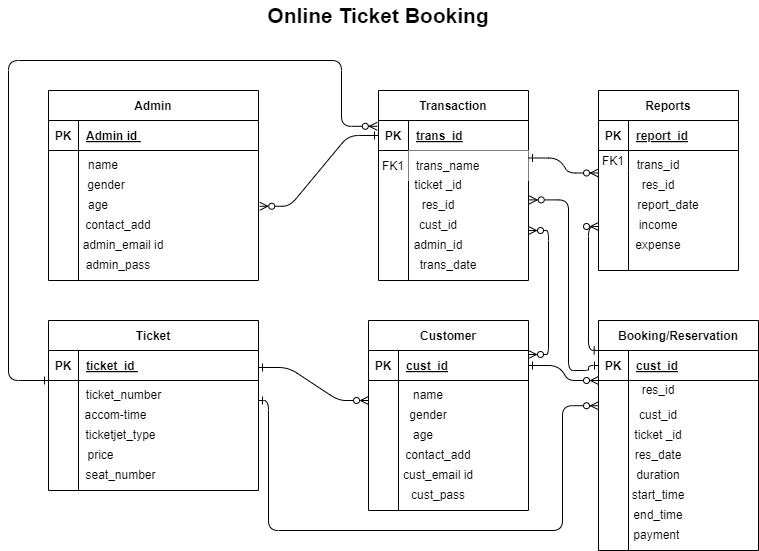 Online Ticket Booking
Admin
PK Admin id
name
gender
age
contact_add
admin_email id
admin_pass
Transaction
PK trans_id
FK1 trans_name
ticket _id
res_id
cust_id
admin_id
trans_date
Reports
PK report_id
FK1 trans_id
res_id
report_date
income
expense
Ticket
PK ticket_id
ticket_number
accom-time
ticketjet_type
price
seat_number
Customer
PK cust_id
name
gender
age
contact_add
cust_email id
cust_pass
Booking/Reservation
PK cust_id
res_id
cust_id
ticket _id
res_date
duration
start_time
end_time
payment